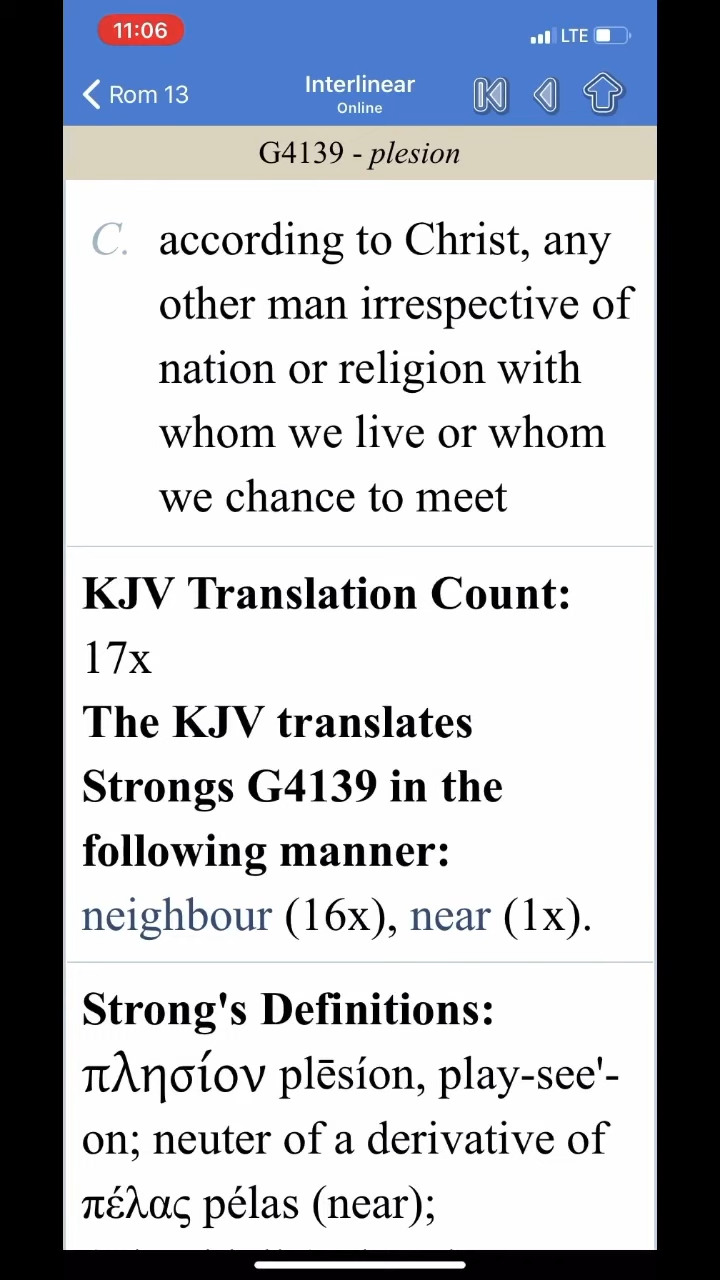 11:06
LTE
Rom 13
Interlinear
Online
G4139 - plesion
C. according to Christ, any
other man irrespective of
nation or religion with
whom we live or whom
we chance to meet
KJV Translation Count:
17x
The KJV translates
Strongs G4139 in the
following manner:
neighbour (16x), near (1x).
Strong's Definitions:
πλησίον plēsíon, play-see'-
on; neuter of a derivative of
πέλας pélas (near);